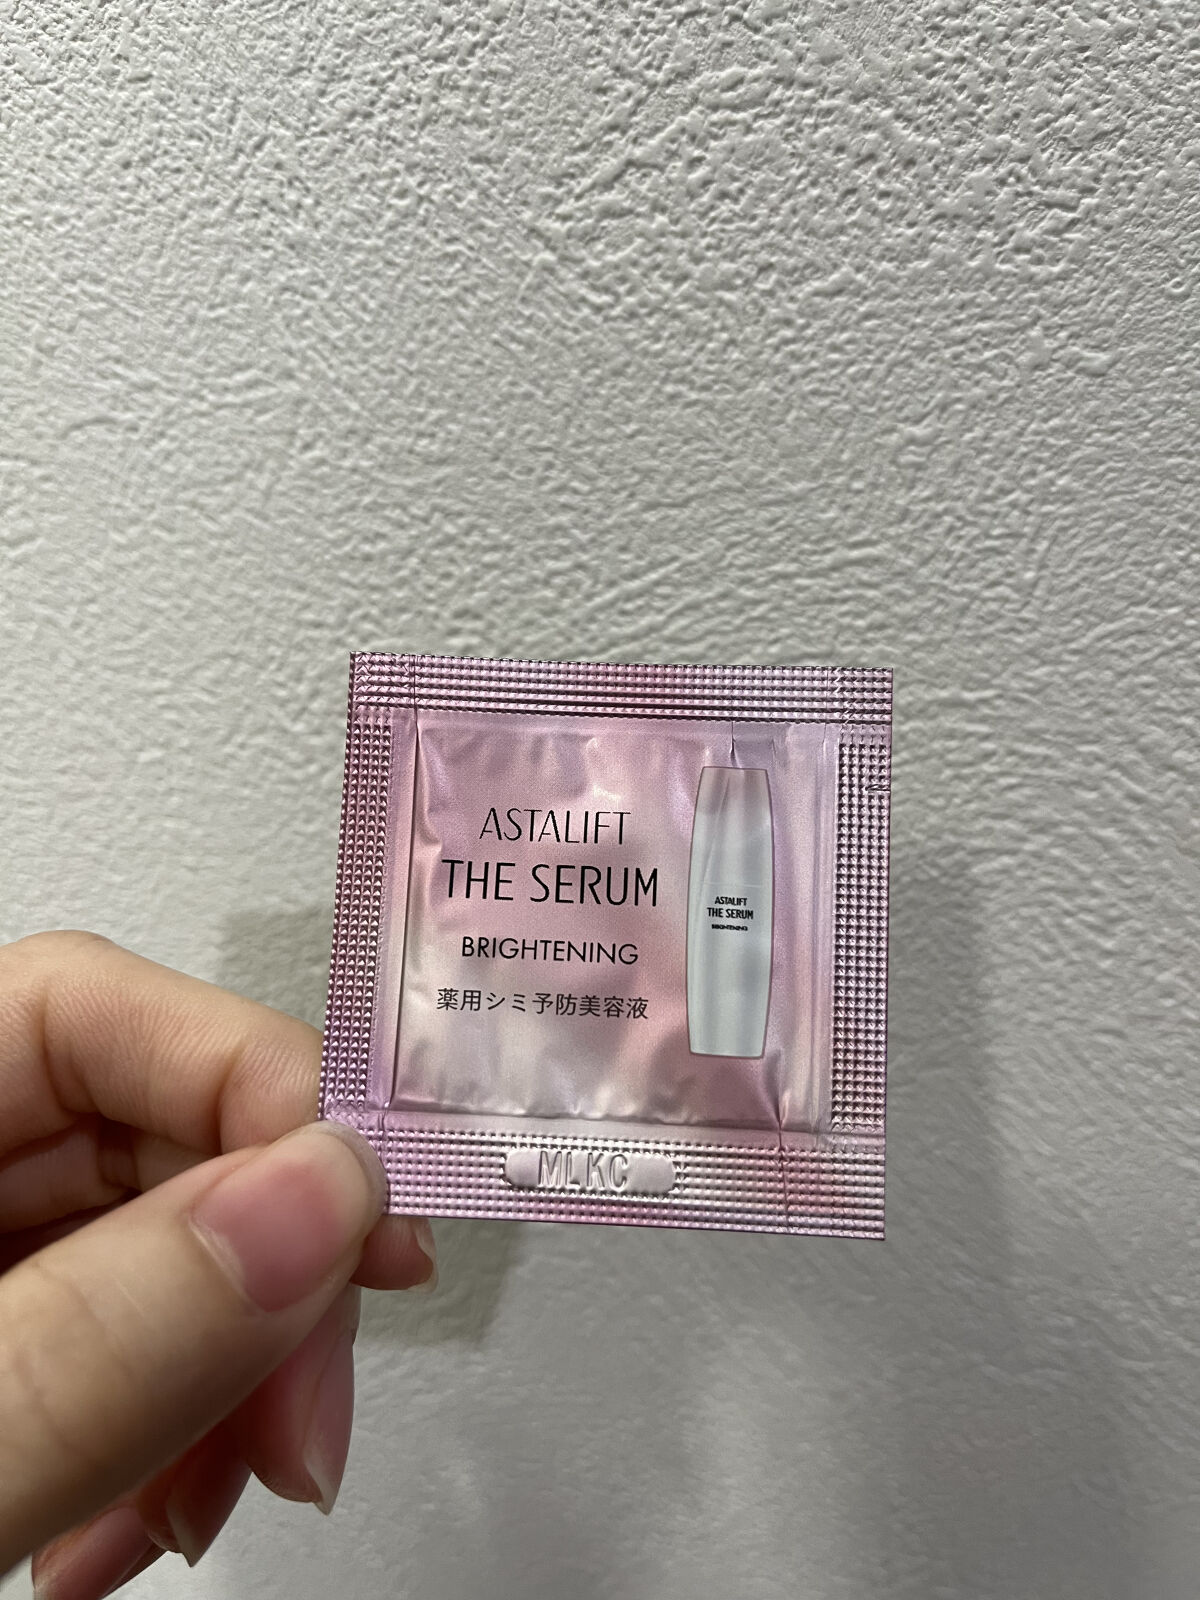 ASTALIFT
THE SERUM
BRIGHTENING
薬用シミ予防美容液
ASTALIFT
THE SERUM
BRIGHTENING
MLKC